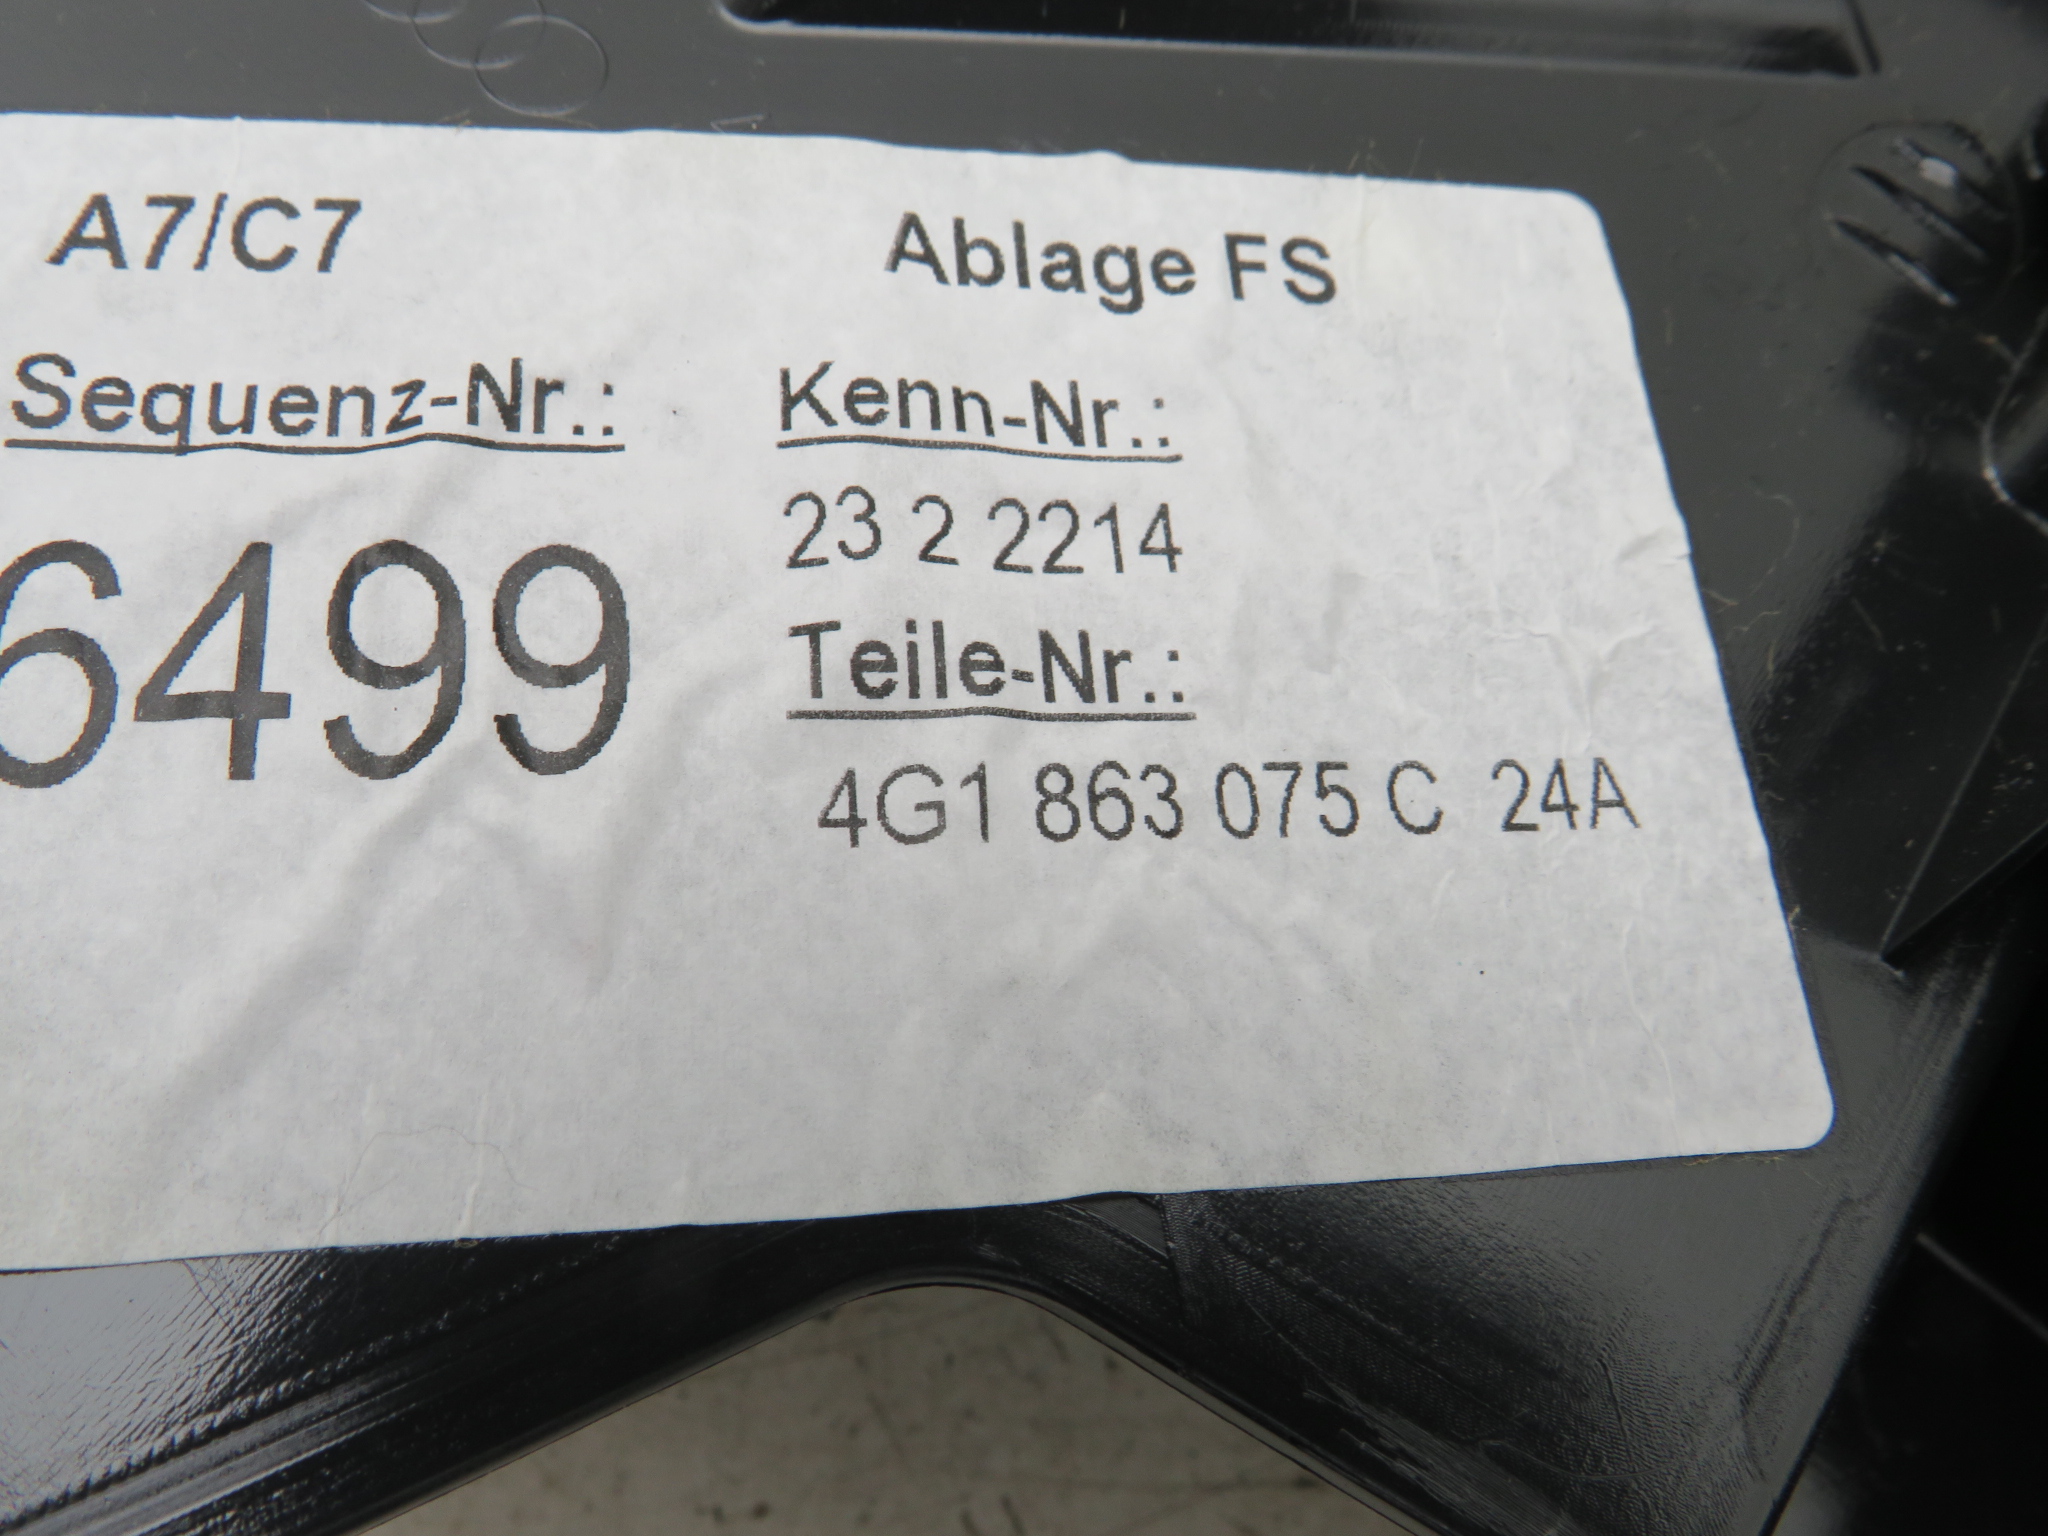 A7/C7
Ablage FS
Sequenz-Nr.:
Kenn-Nr.:
6499
23 2 2214
Teile-Nr.:
4G1 863 075 C 24A